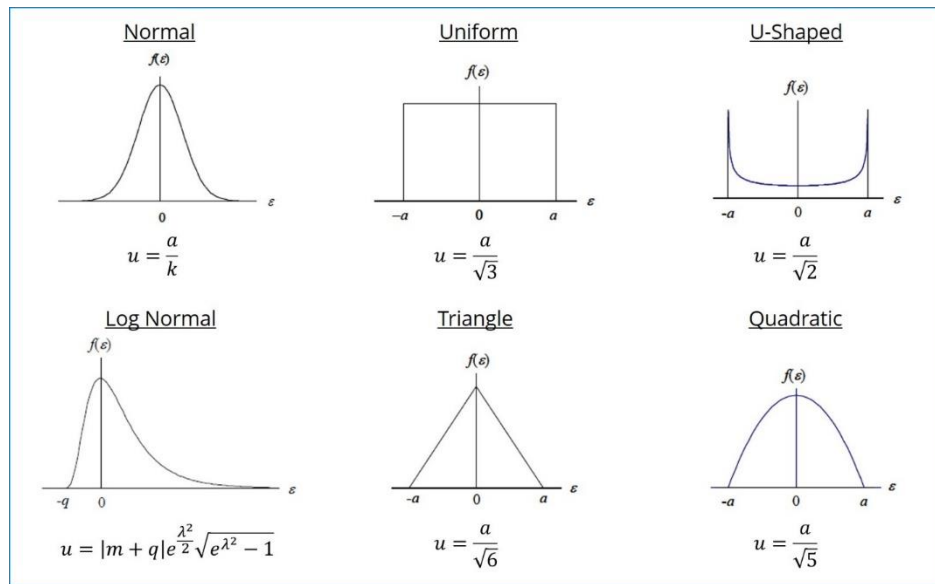 Normal
f(ε)
0
ε
u = a/k
Uniform
f(ε)
-a
0
a
ε
u = a/√3
U-Shaped
f(ε)
-a
0
a
ε
u = a/√2
Log Normal
f(ε)
-q
0
ε
u = |m + q|e^(λ²/2)√(e^(λ²) − 1)
Triangle
f(ε)
-a
0
a
ε
u = a/√6
Quadratic
f(ε)
-a
0
a
ε
u = a/√5